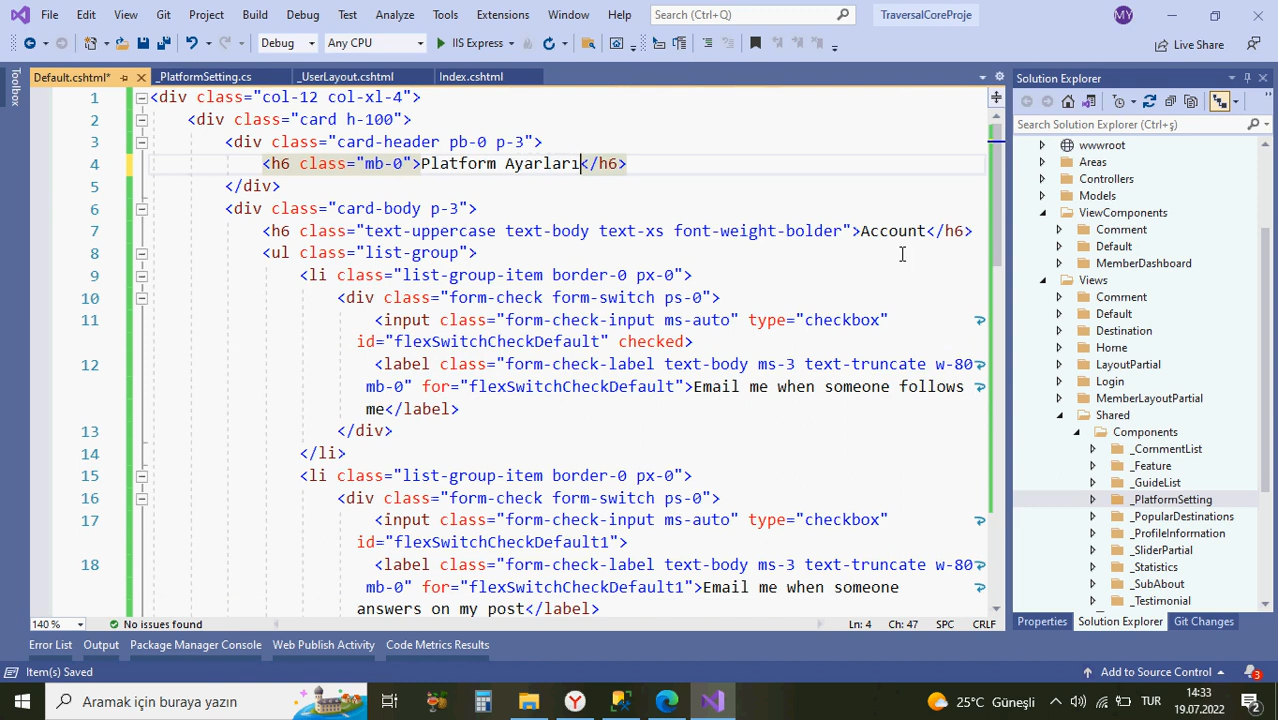 File Edit View Git Project Build Debug Test Analyze Tools Extensions Window Help Search (Ctrl+Q) TraversalCoreProje MY
Debug Any CPU IIS Express Live Share
Toolbox
Default.cshtml* _PlatformSetting.cs _UserLayout.cshtml Index.cshtml
1 <div class="col-12 col-xl-4">
2 <div class="card h-100">
3 <div class="card-header pb-0 p-3">
4 <h6 class="mb-0">Platform Ayarları</h6>
5 </div>
6 <div class="card-body p-3">
7 <h6 class="text-uppercase text-body text-xs font-weight-bolder">Account</h6>
8 <ul class="list-group">
9 <li class="list-group-item border-0 px-0">
10 <div class="form-check form-switch ps-0">
11 <input class="form-check-input ms-auto" type="checkbox"
id="flexSwitchCheckDefault" checked>
12 <label class="form-check-label text-body ms-3 text-truncate w-80
mb-0" for="flexSwitchCheckDefault">Email me when someone follows
me</label>
13 </div>
14 </li>
15 <li class="list-group-item border-0 px-0">
16 <div class="form-check form-switch ps-0">
17 <input class="form-check-input ms-auto" type="checkbox"
id="flexSwitchCheckDefault1">
18 <label class="form-check-label text-body ms-3 text-truncate w-80
mb-0" for="flexSwitchCheckDefault1">Email me when someone
answers on my post</label>
140 % No issues found Ln: 4 Ch: 47 SPC CRLF
Solution Explorer
Search Solution Explorer (Ctrl+ş)
wwwroot
Areas
Controllers
Models
ViewComponents
Comment
Default
MemberDashboard
Views
Comment
Default
Destination
Home
LayoutPartial
Login
MemberLayoutPartial
Shared
Components
_CommentList
_Feature
_GuideList
_PlatformSetting
_PopularDestinations
_ProfileInformation
_SliderPartial
_Statistics
_SubAbout
_Testimonial
Properties Solution Explorer Git Changes
Error List Output Package Manager Console Web Publish Activity Code Metrics Results
Item(s) Saved Add to Source Control 3
Aramak için buraya yazın 25°C Güneşli TUR 14:33
19.07.2022 2